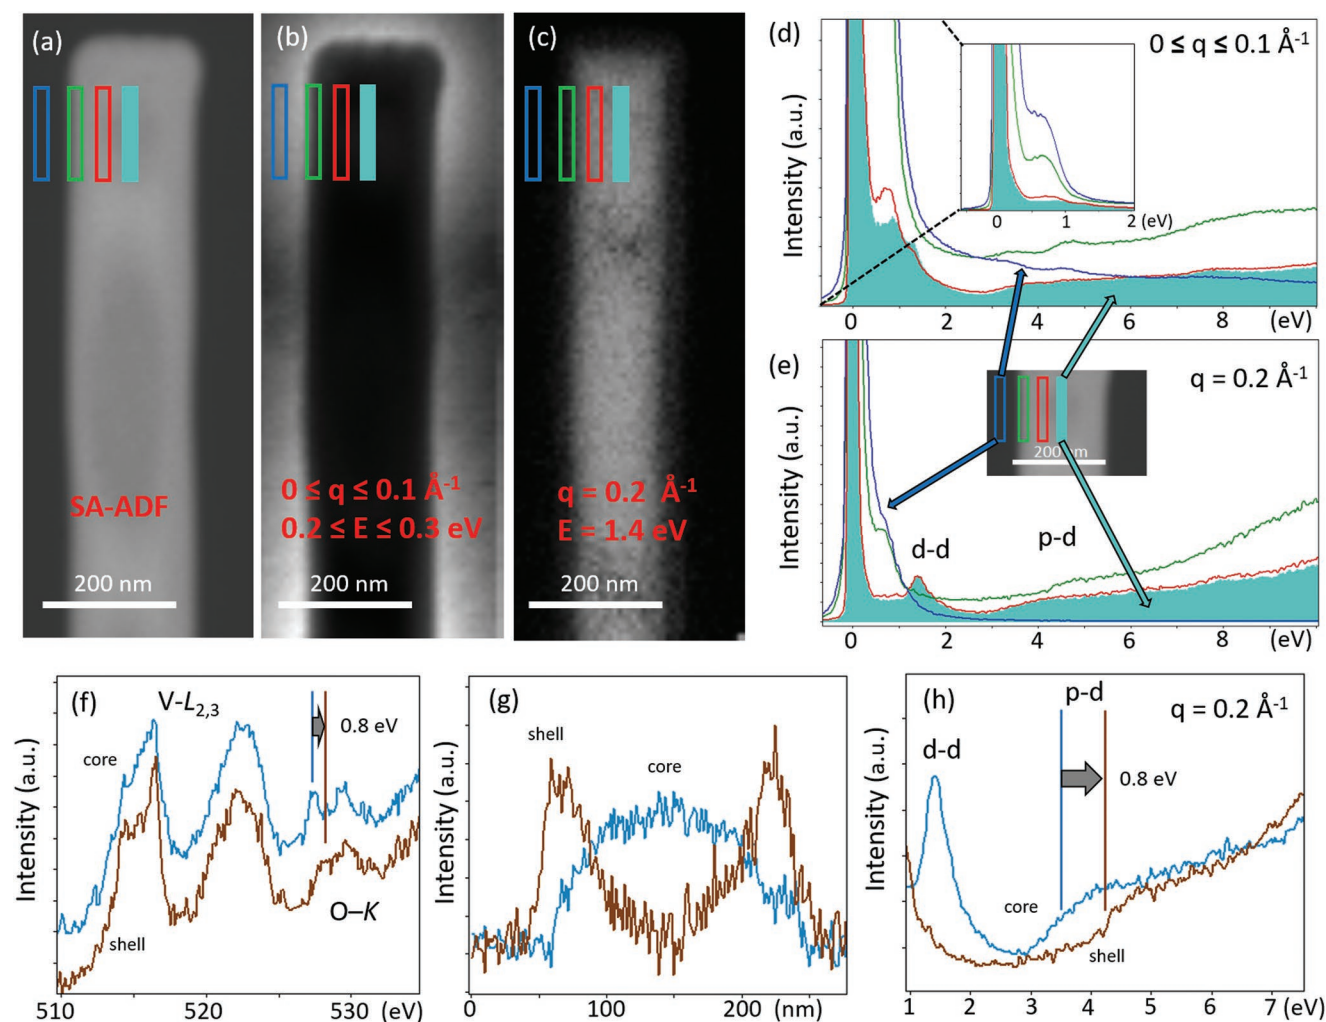 (a)
SA-ADF
200 nm
(b)
0 ≤ q ≤ 0.1 Å⁻¹
0.2 ≤ E ≤ 0.3 eV
200 nm
(c)
q = 0.2 Å⁻¹
E = 1.4 eV
200 nm
(d)
0 ≤ q ≤ 0.1 Å⁻¹
Intensity (a.u.)
0 1 2 (eV)
0 2 4 6 8 (eV)
(e)
q = 0.2 Å⁻¹
Intensity (a.u.)
200 nm
d-d
p-d
0 2 4 6 8 (eV)
(f)
V-L2,3
0.8 eV
core
shell
O–K
Intensity (a.u.)
510 520 530 (eV)
(g)
shell
core
Intensity (a.u.)
0 100 200 (nm)
(h)
p-d
q = 0.2 Å⁻¹
d-d
0.8 eV
core
shell
Intensity (a.u.)
1 2 3 4 5 6 7 (eV)